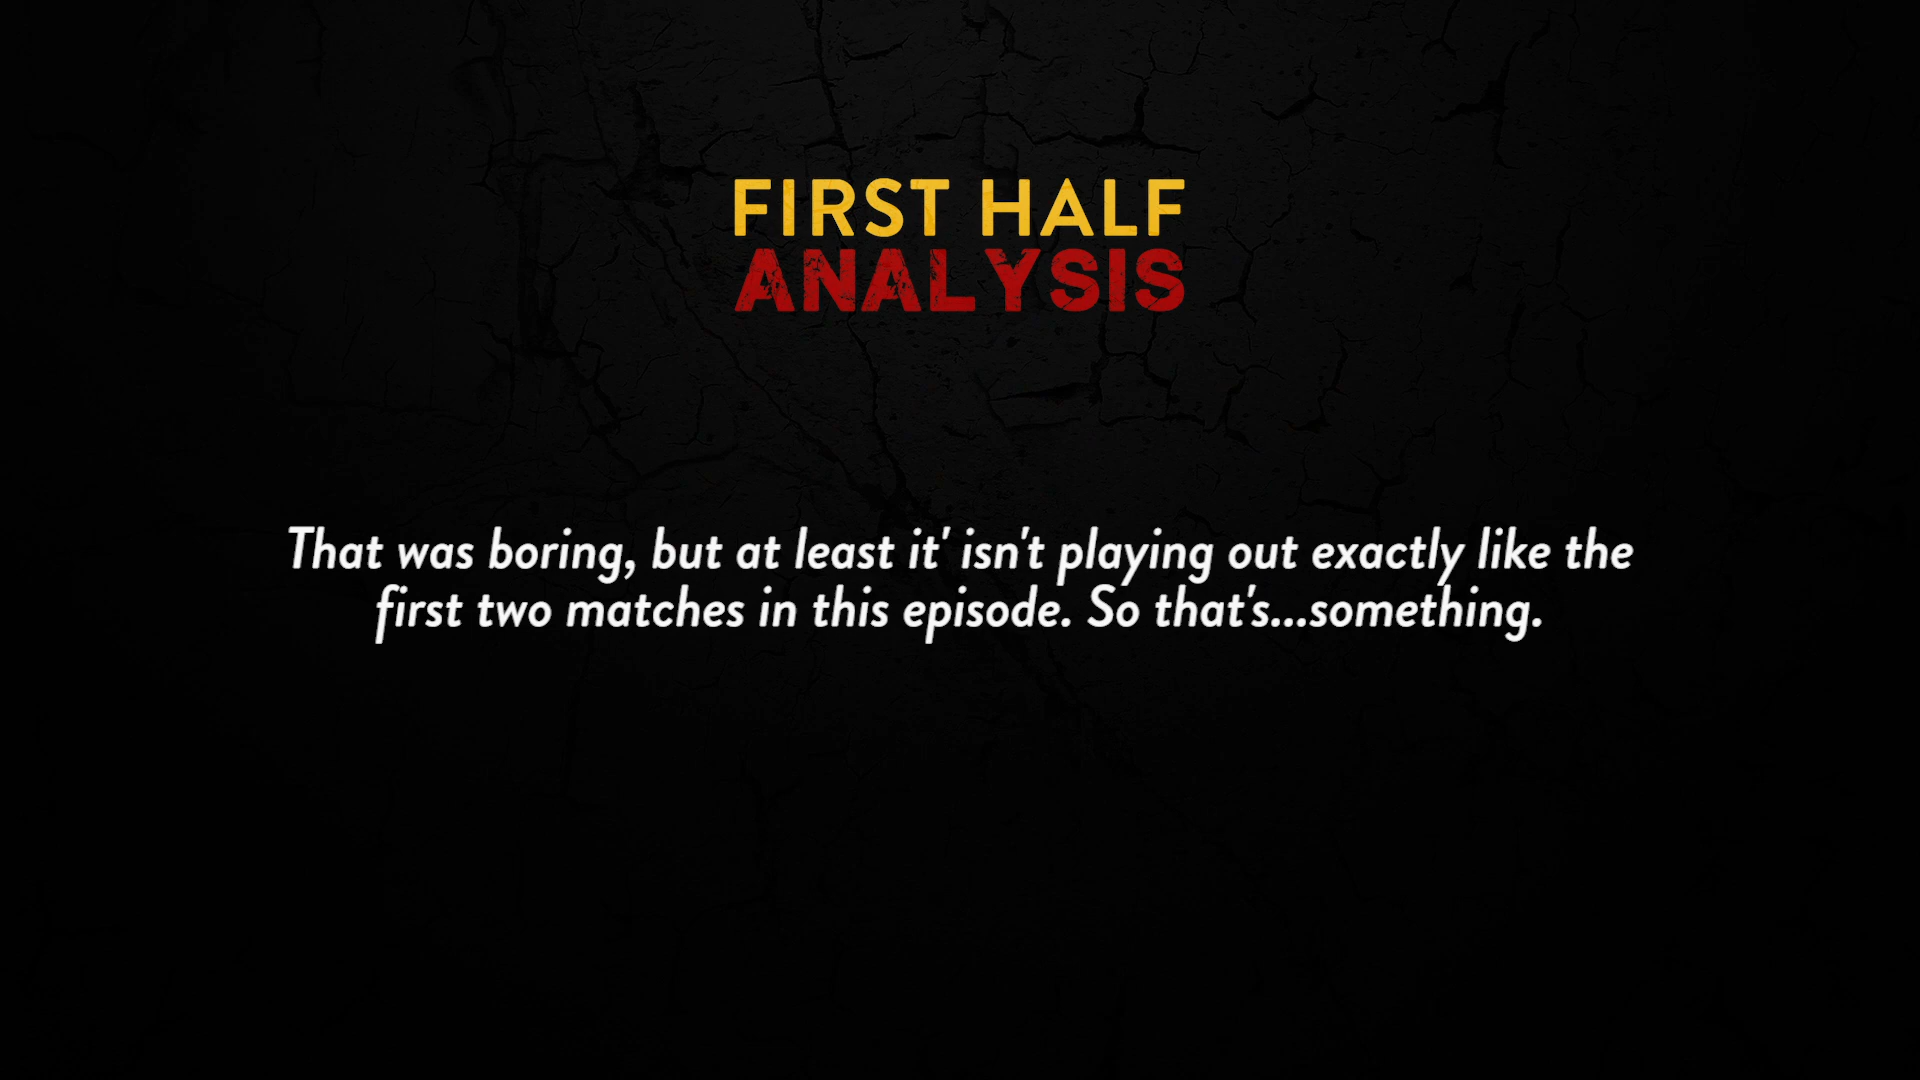 FIRST HALF
ANALYSIS
That was boring, but at least it' isn't playing out exactly like the
first two matches in this episode. So that's...something.